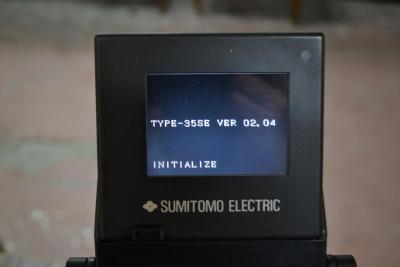 TYPE-35SE VER 02.04
INITIALIZE
SUMITOMO ELECTRIC